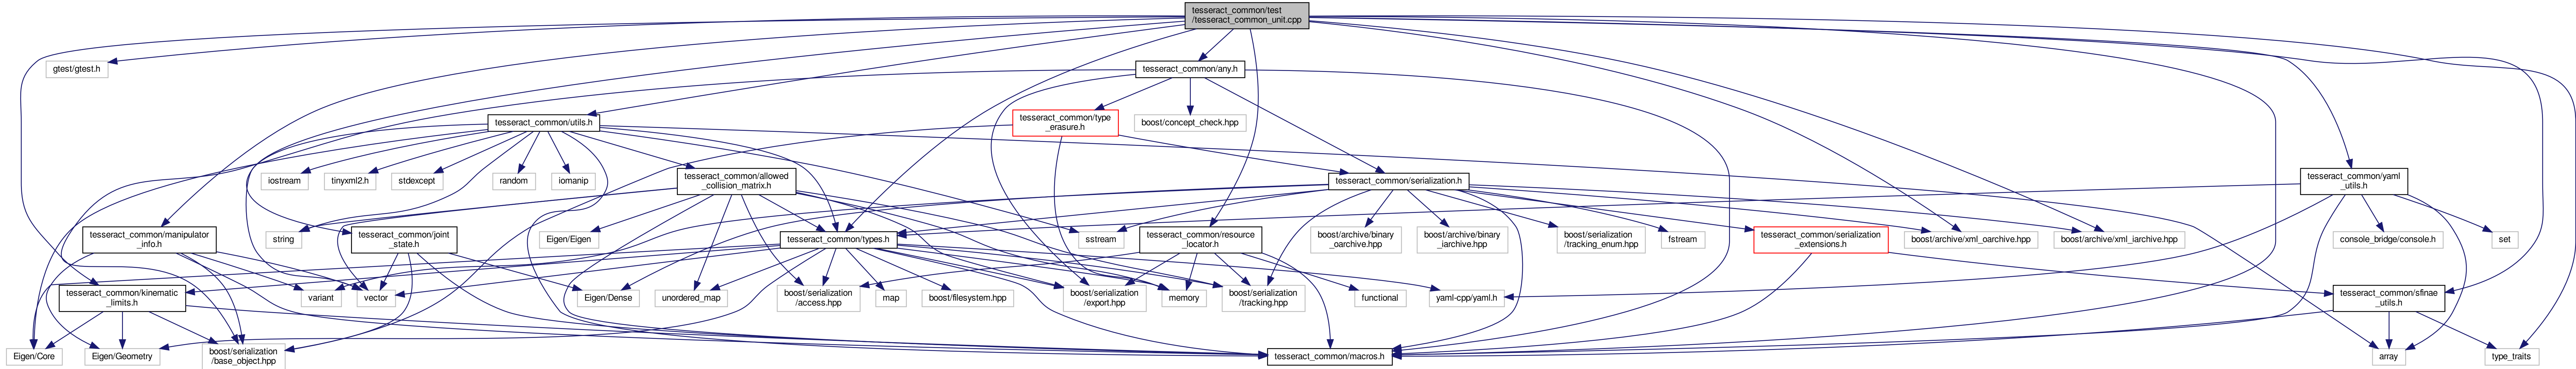 tesseract_common/test
/tesseract_common_unit.cpp
gtest/gtest.h
tesseract_common/any.h
tesseract_common/utils.h
tesseract_common/type
_erasure.h
boost/concept_check.hpp
iostream
tinyxml2.h
stdexcept
random
iomanip
tesseract_common/allowed
_collision_matrix.h
tesseract_common/serialization.h
tesseract_common/yaml
_utils.h
tesseract_common/manipulator
_info.h
string
tesseract_common/joint
_state.h
Eigen/Eigen
tesseract_common/types.h
sstream
tesseract_common/resource
_locator.h
boost/archive/binary
_oarchive.hpp
boost/archive/binary
_iarchive.hpp
boost/serialization
/tracking_enum.hpp
fstream
tesseract_common/serialization
_extensions.h
boost/archive/xml_oarchive.hpp
boost/archive/xml_iarchive.hpp
console_bridge/console.h
set
tesseract_common/kinematic
_limits.h
variant
vector
Eigen/Dense
unordered_map
boost/serialization
/access.hpp
map
boost/filesystem.hpp
boost/serialization
/export.hpp
memory
boost/serialization
/tracking.hpp
functional
yaml-cpp/yaml.h
tesseract_common/sfinae
_utils.h
Eigen/Core
Eigen/Geometry
boost/serialization
/base_object.hpp
tesseract_common/macros.h
array
type_traits